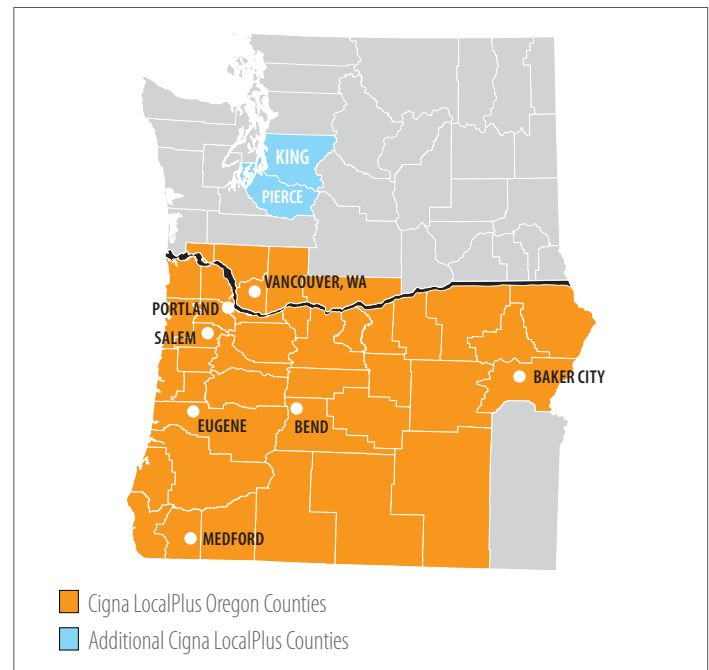 KING
PIERCE
VANCOUVER, WA
PORTLAND
SALEM
BAKER CITY
EUGENE
BEND
MEDFORD
Cigna LocalPlus Oregon Counties
Additional Cigna LocalPlus Counties